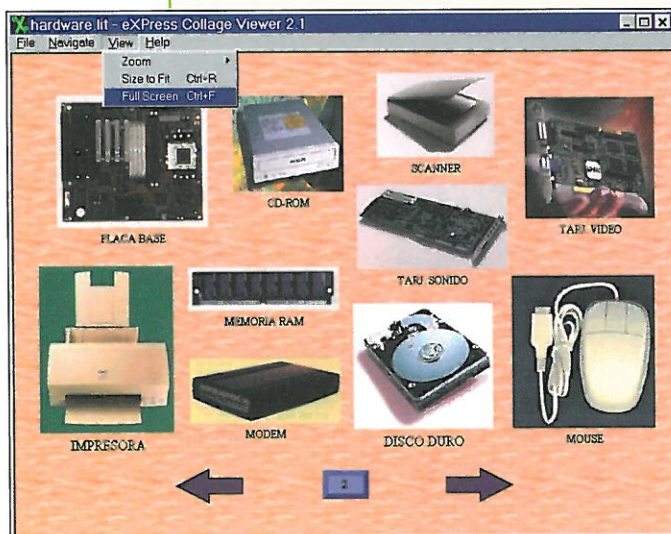 hardware.lit - eXPress Collage Viewer 2.1
File Navigate View Help
Zoom
Size to Fit Ctrl+R
Full Screen Ctrl+F
PLACA BASE
CD-ROM
SCANNER
TARJ. VIDEO
TARJ. SONIDO
MEMORIA RAM
IMPRESORA
MODEM
DISCO DURO
MOUSE
2